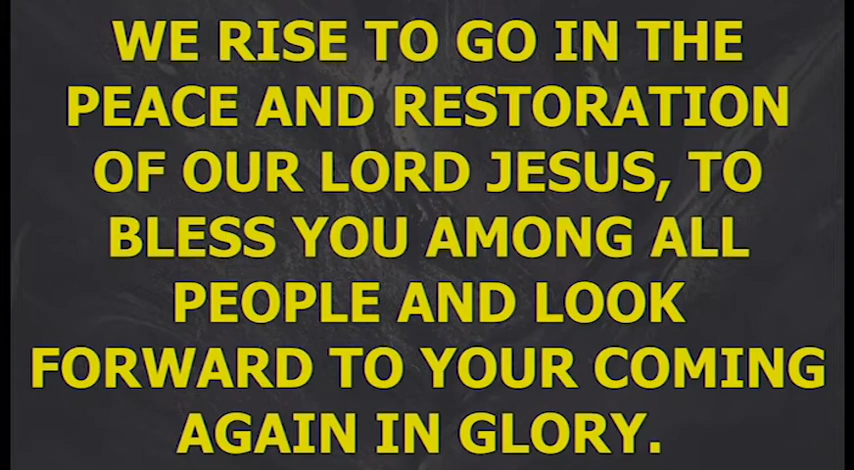 WE RISE TO GO IN THE
PEACE AND RESTORATION
OF OUR LORD JESUS, TO
BLESS YOU AMONG ALL
PEOPLE AND LOOK
FORWARD TO YOUR COMING
AGAIN IN GLORY.